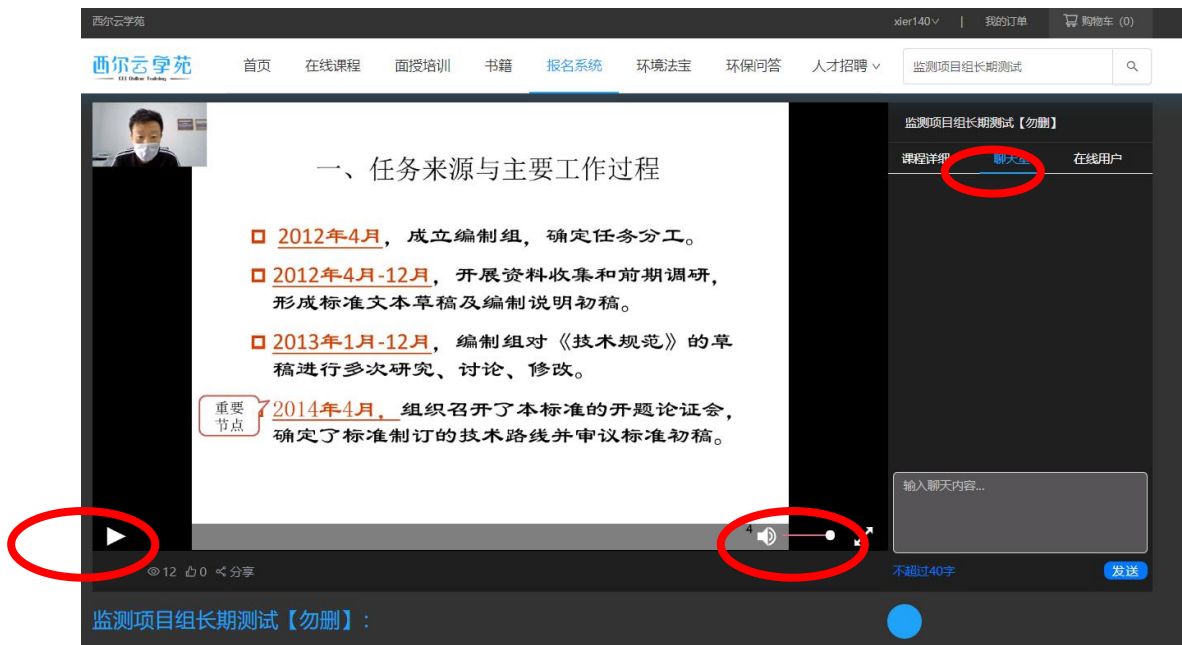 西尔云学苑
xier140 | 我的订单 购物车 (0)
西尔云学苑
首页 在线课程 面授培训 书籍 报名系统 环境法宝 环保问答 人才招聘 监测项目组长期测试
监测项目组长期测试【勿删】
课程详细 聊天室 在线用户
一、任务来源与主要工作过程
2012年4月，成立编制组，确定任务分工。
2012年4月-12月，开展资料收集和前期调研，
形成标准文本草稿及编制说明初稿。
2013年1月-12月，编制组对《技术规范》的草
稿进行多次研究、讨论、修改。
重要
节点
2014年4月，组织召开了本标准的开题论证会，
确定了标准制订的技术路线并审议标准初稿。
4
输入聊天内容...
12 0 分享
不超过40字 发送
监测项目组长期测试【勿删】: